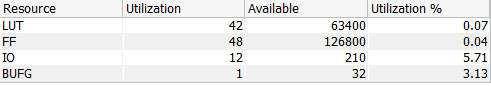 Resource Utilization Available Utilization %
LUT 42 63400 0.07
FF 48 126800 0.04
IO 12 210 5.71
BUFG 1 32 3.13